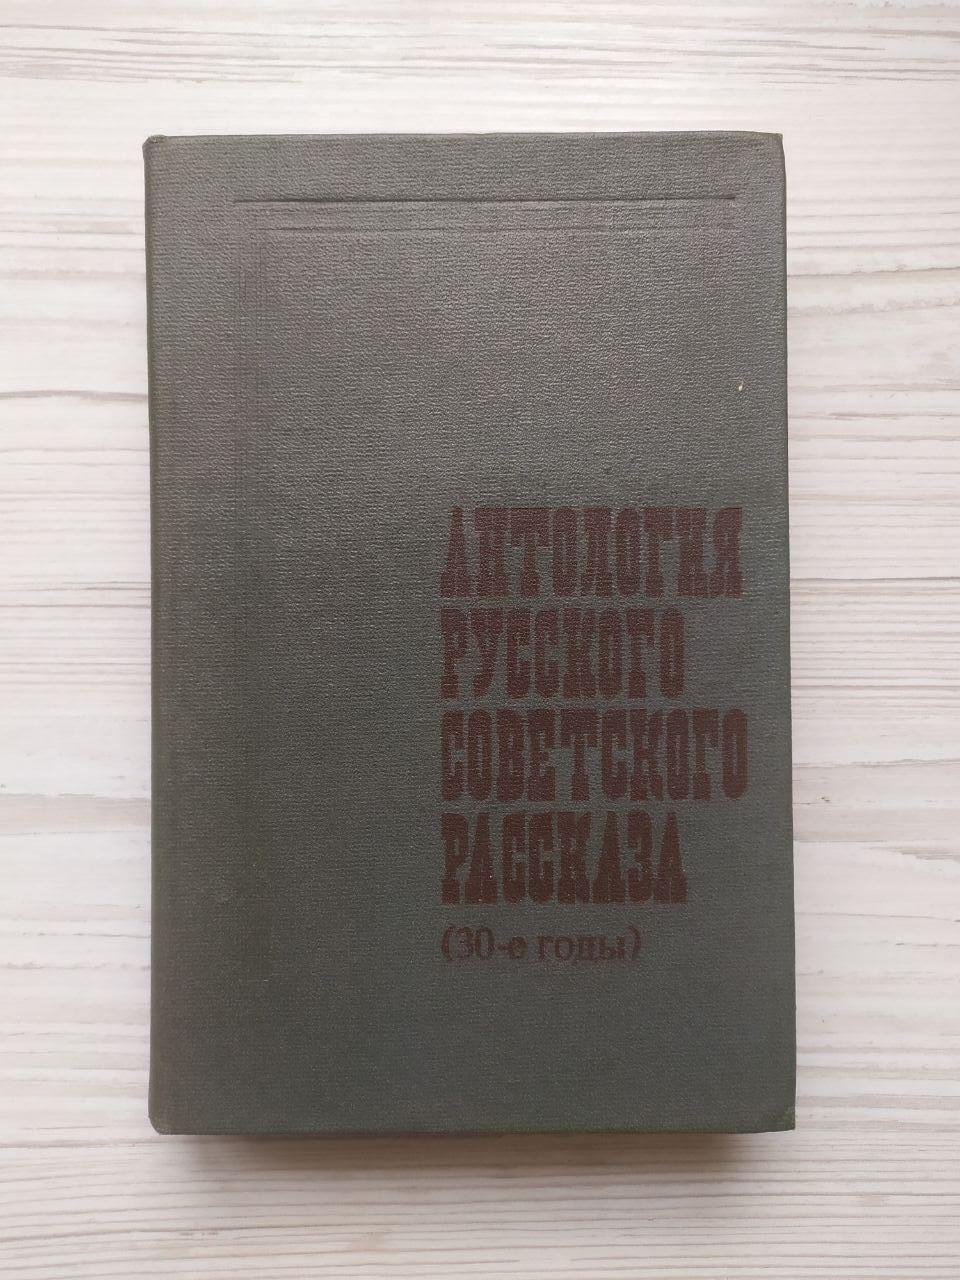 АНТОЛОГИЯ
РУССКОГО
СОВЕТСКОГО
РАССКАЗА
(30-е годы)